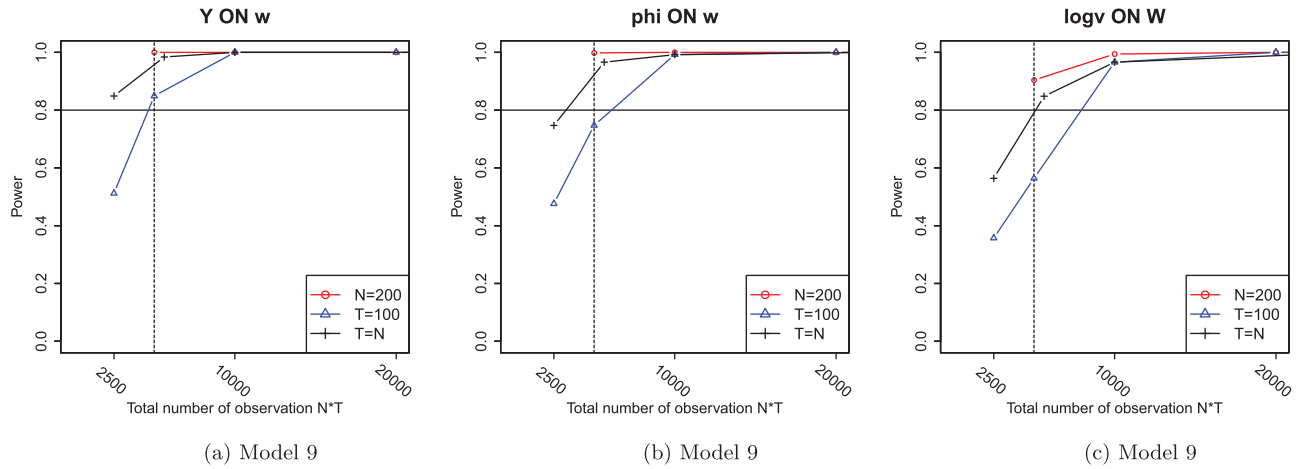 Y ON w
Power
0.0
0.2
0.4
0.6
0.8
1.0
N=200
T=100
T=N
2500
10000
20000
Total number of observation N*T
(a) Model 9
phi ON w
Power
0.0
0.2
0.4
0.6
0.8
1.0
N=200
T=100
T=N
2500
10000
20000
Total number of observation N*T
(b) Model 9
logv ON W
Power
0.0
0.2
0.4
0.6
0.8
1.0
N=200
T=100
T=N
2500
10000
20000
Total number of observation N*T
(c) Model 9